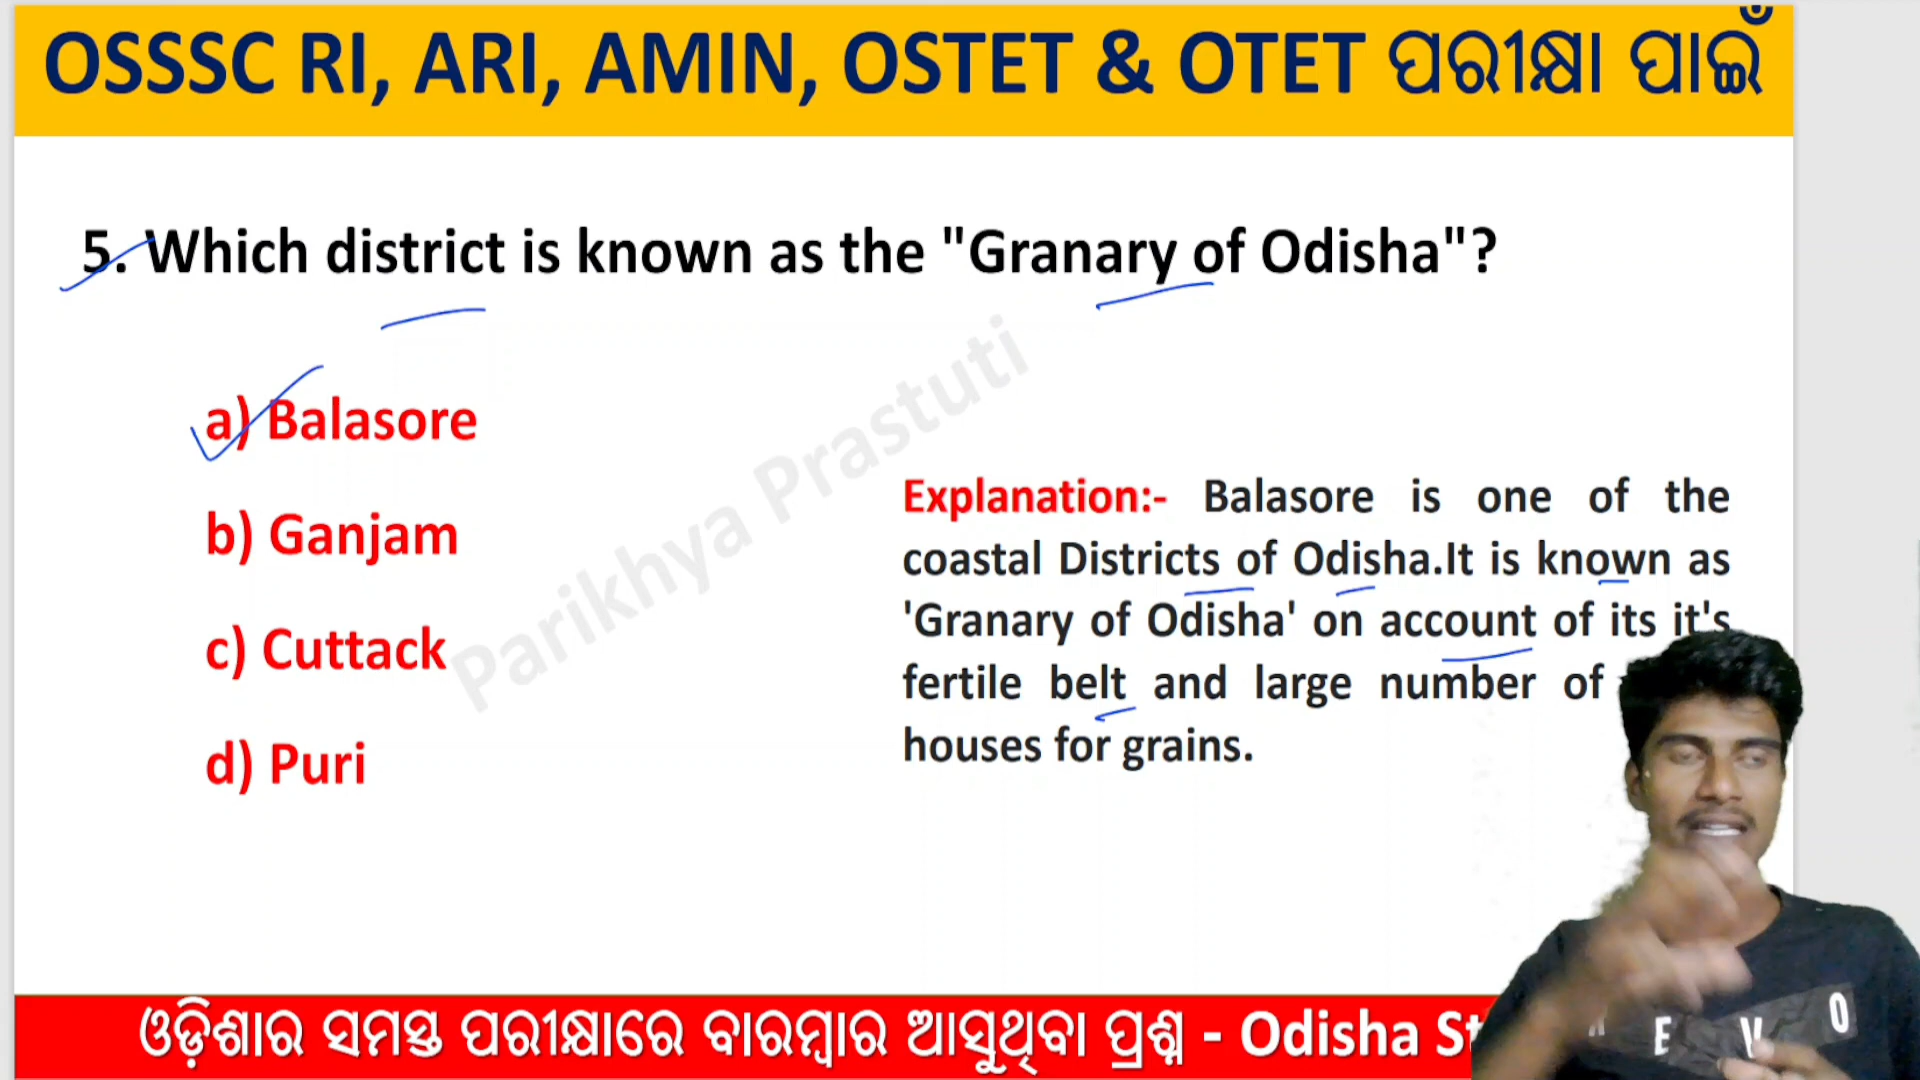 OSSSC RI, ARI, AMIN, OSTET & OTET ପରୀକ୍ଷା ପାଇଁ
5. Which district is known as the "Granary of Odisha"?
a) Balasore
b) Ganjam
c) Cuttack
d) Puri
Parikhya Prastuti
Explanation:- Balasore is one of the
coastal Districts of Odisha.It is known as
'Granary of Odisha' on account of its it's
fertile belt and large number of
houses for grains.
ଓଡ଼ିଶାର ସମସ୍ତ ପରୀକ୍ଷାରେ ବାରମ୍ବାର ଆସୁଥିବା ପ୍ରଶ୍ନ - Odisha
E V O